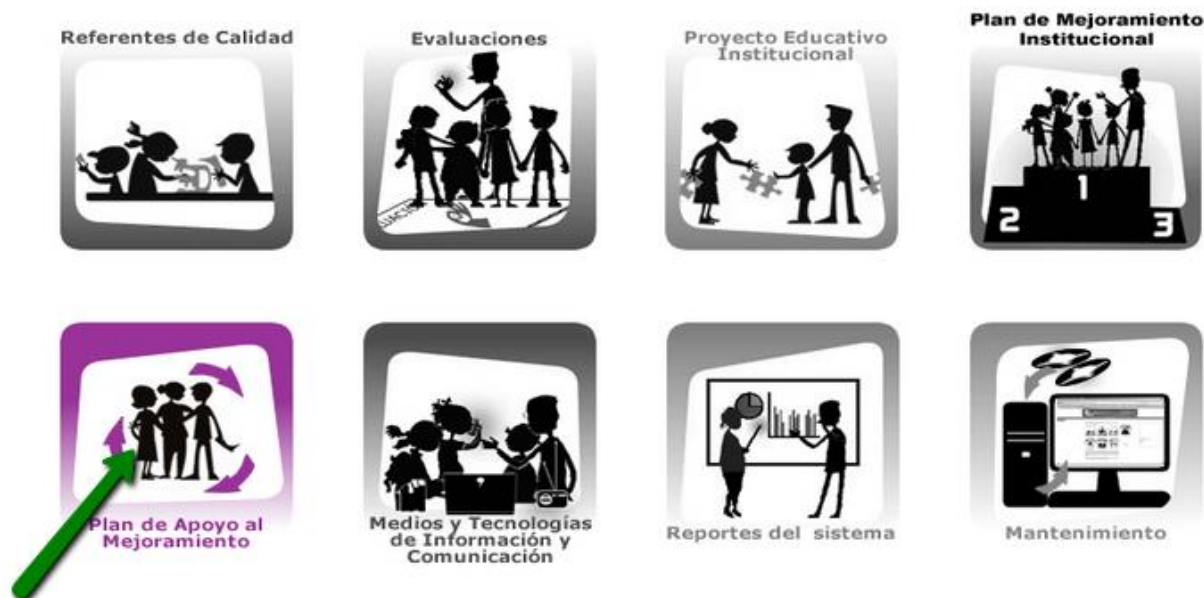 Referentes de Calidad
Evaluaciones
Proyecto Educativo
Institucional
Plan de Mejoramiento
Institucional
2
1
3
Plan de Apoyo al
Mejoramiento
Medios y Tecnologías
de Información y
Comunicación
Reportes del sistema
Mantenimiento